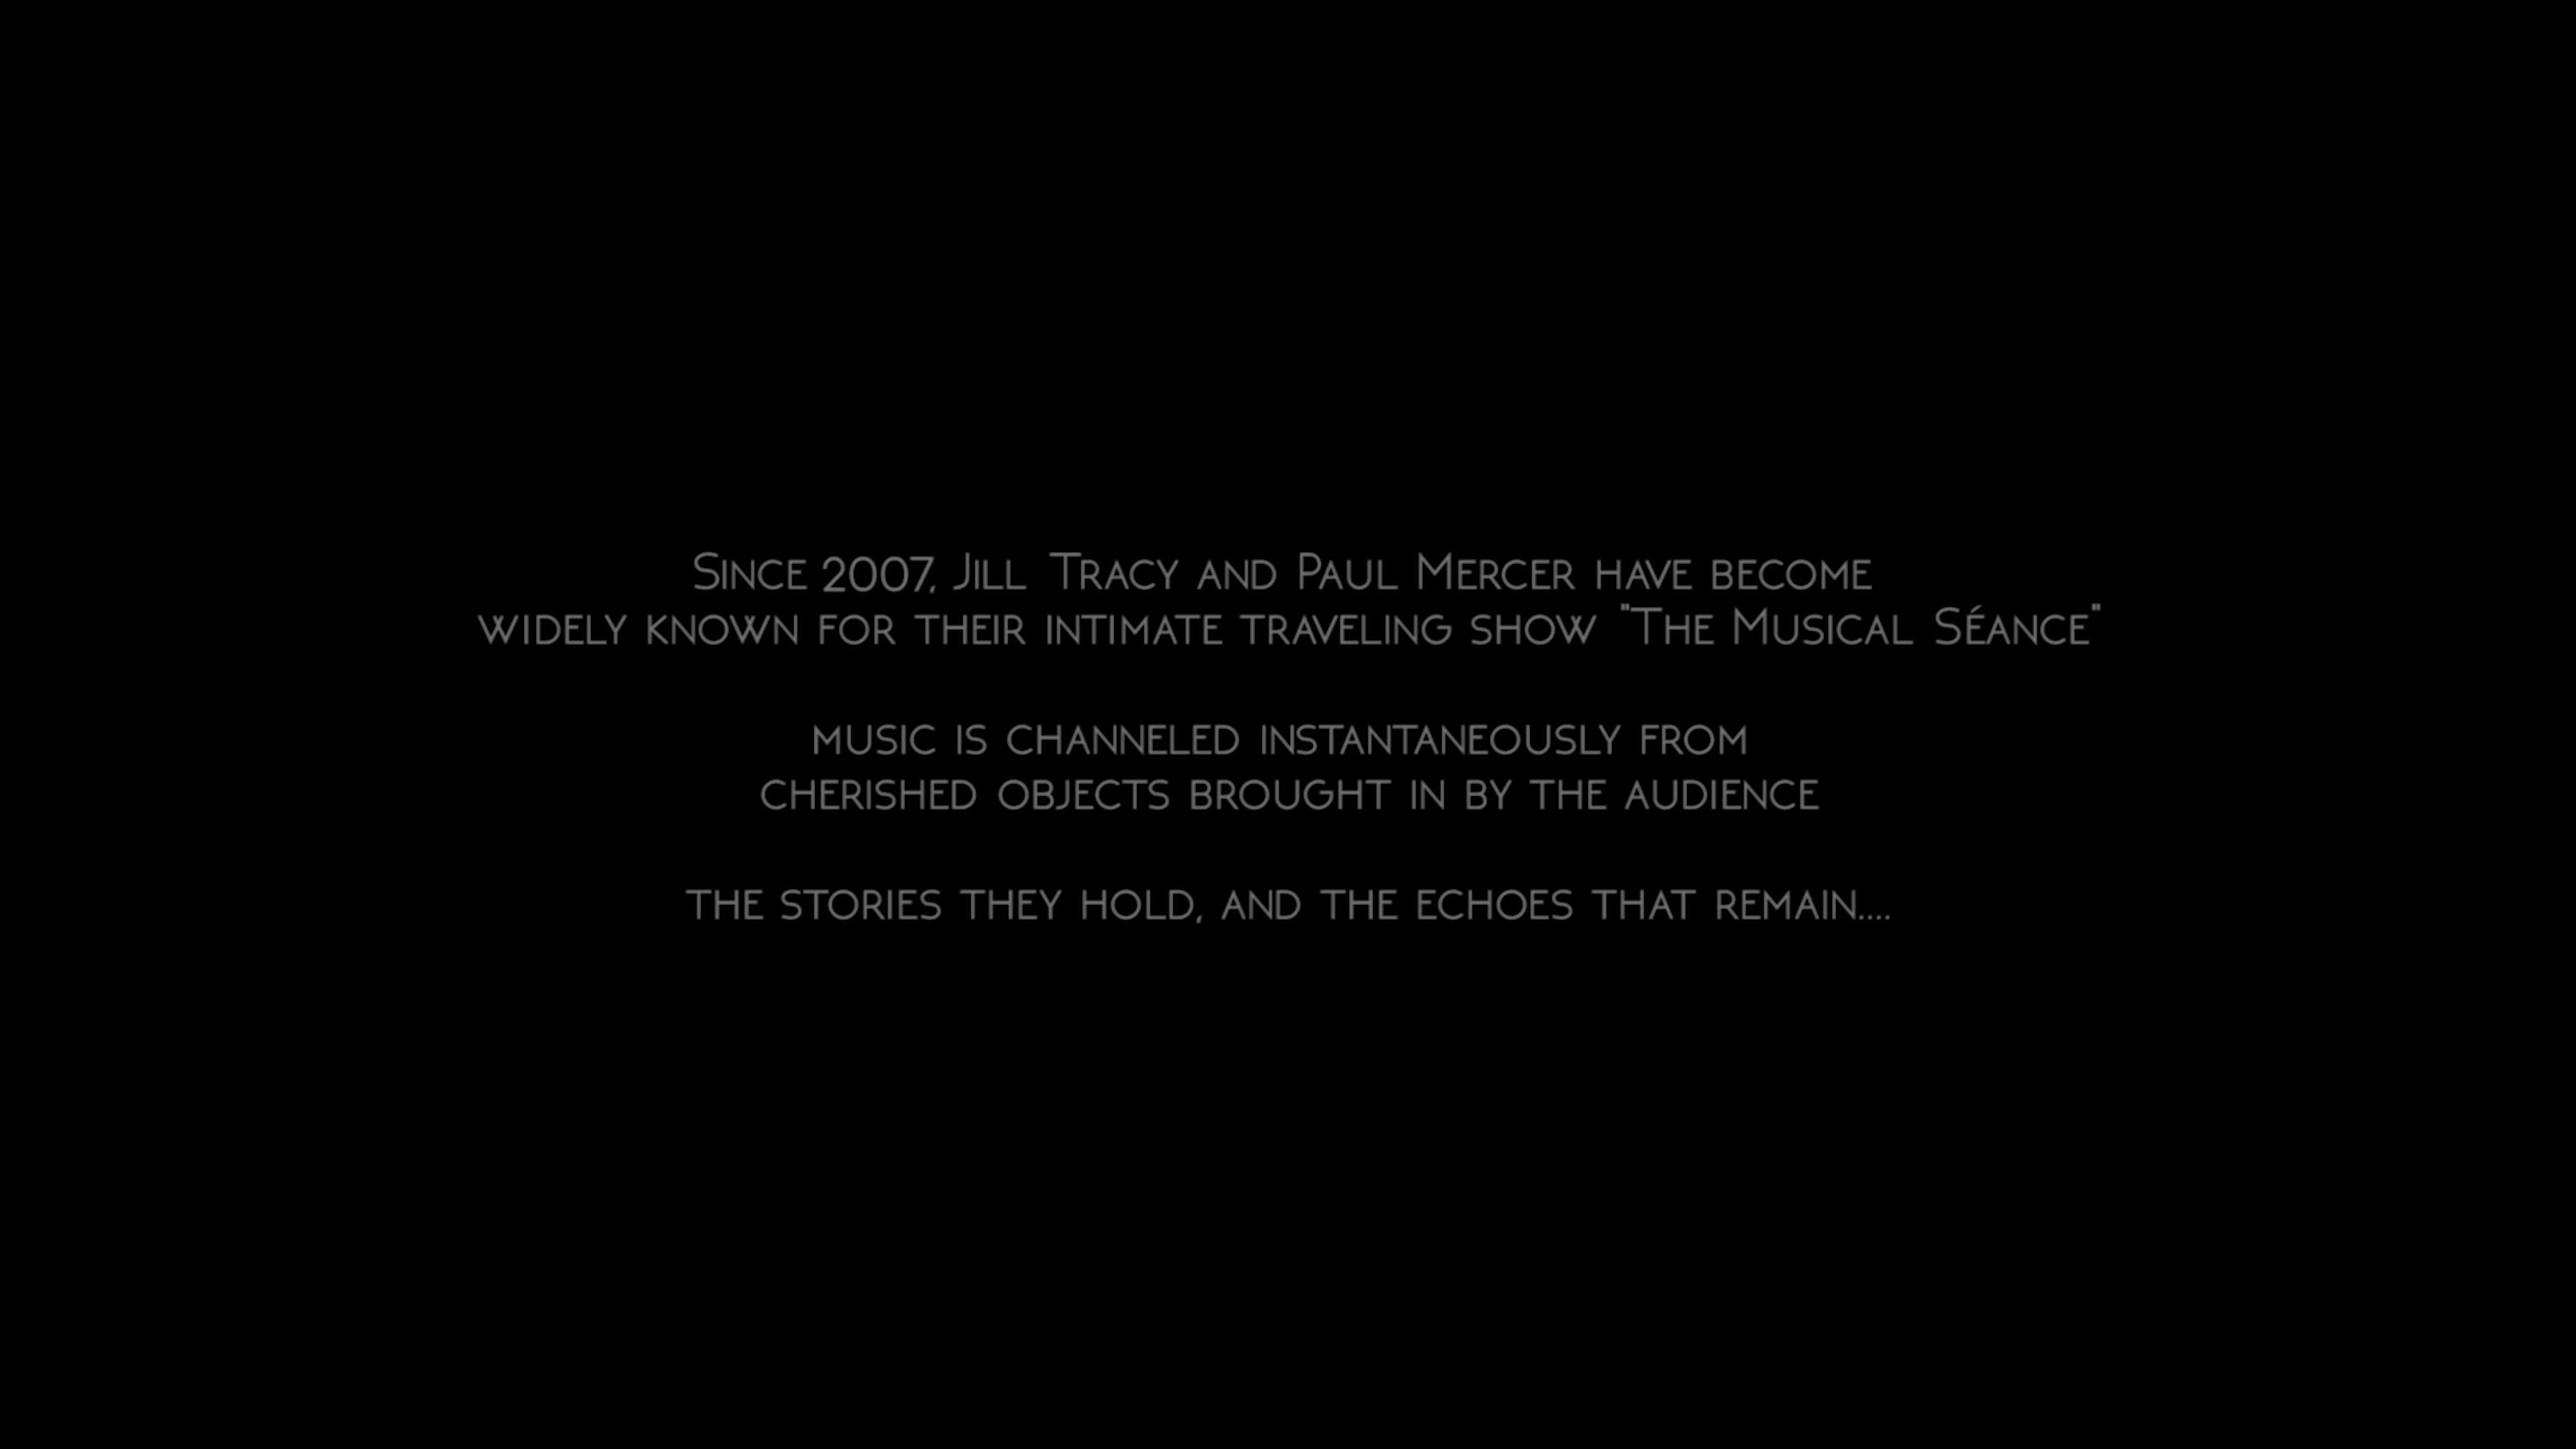 Since 2007, Jill Tracy and Paul Mercer have become
widely known for their intimate traveling show "The Musical Séance"
music is channeled instantaneously from
cherished objects brought in by the audience
the stories they hold, and the echoes that remain....